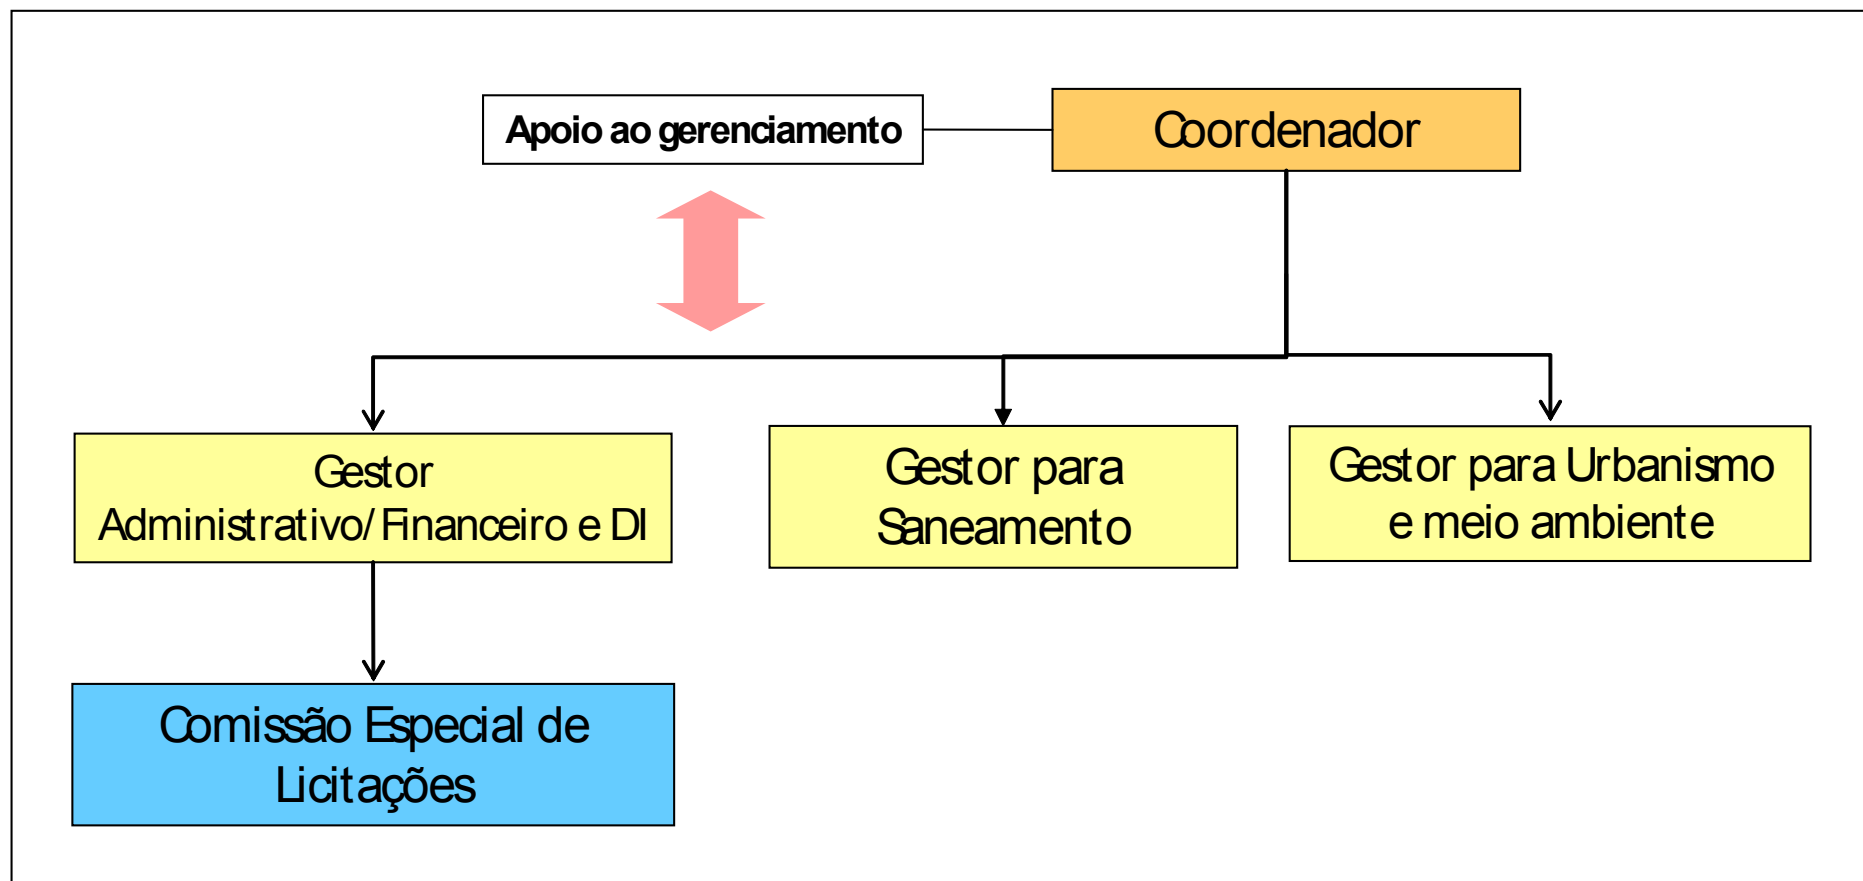 Apoio ao gerenciamento
Coordenador
Gestor
Administrativo/Financeiro e DI
Gestor para
Saneamento
Gestor para Urbanismo
e meio ambiente
Comissão Especial de
Licitações